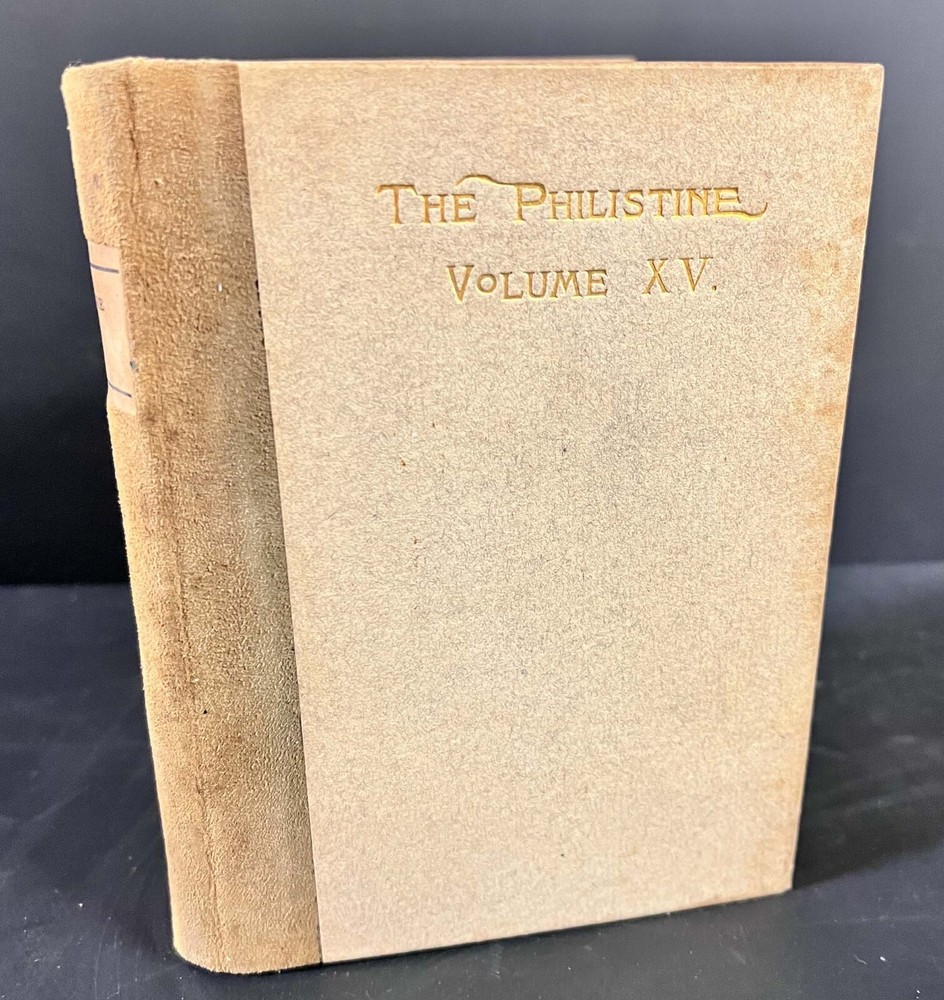 The Philistine
Volume XV.